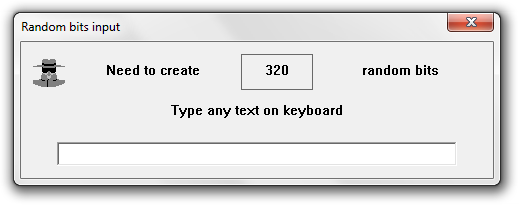 Random bits input
Need to create 320 random bits
Type any text on keyboard